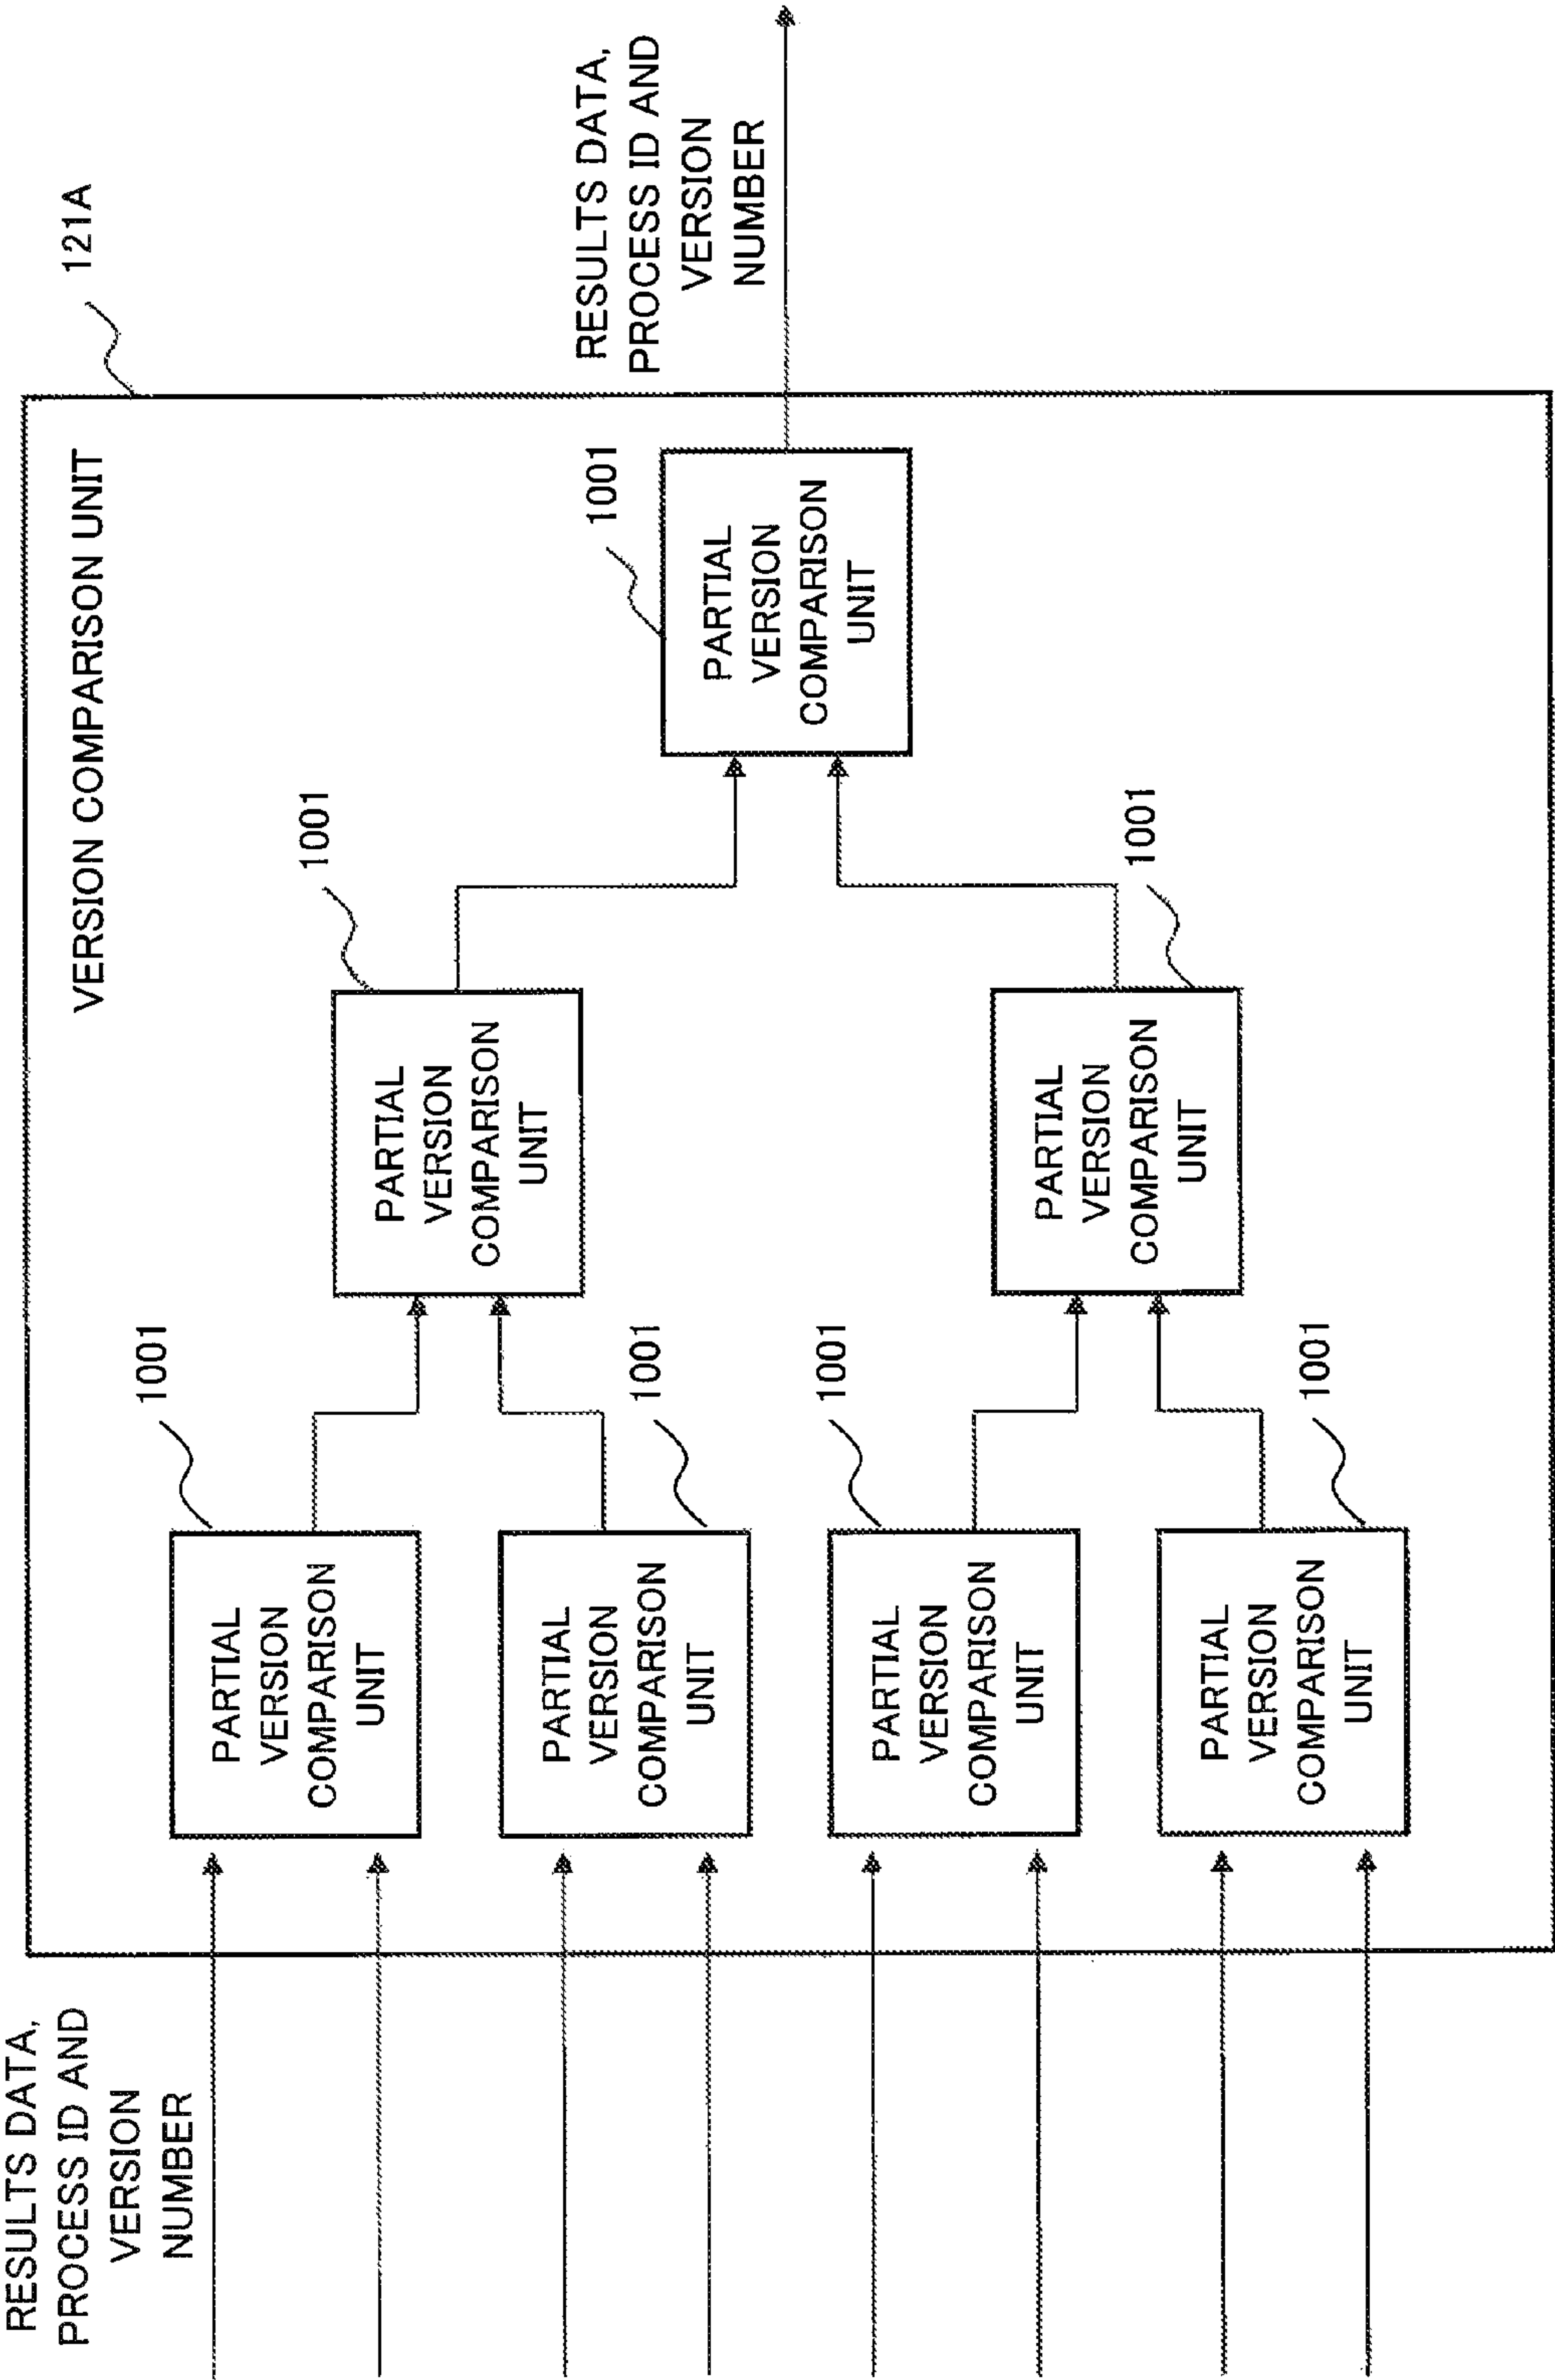 RESULTS DATA,
PROCESS ID AND
VERSION
NUMBER
VERSION COMPARISON UNIT
121A
1001
PARTIAL
VERSION
COMPARISON
UNIT
1001
PARTIAL
VERSION
COMPARISON
UNIT
1001
PARTIAL
VERSION
COMPARISON
UNIT
1001
PARTIAL
VERSION
COMPARISON
UNIT
1001
PARTIAL
VERSION
COMPARISON
UNIT
1001
PARTIAL
VERSION
COMPARISON
UNIT
1001
PARTIAL
VERSION
COMPARISON
UNIT
RESULTS DATA,
PROCESS ID AND
VERSION
NUMBER